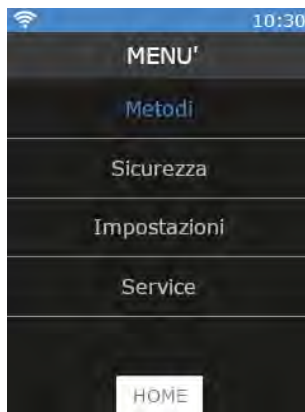 10:30
MENU'
Metodi
Sicurezza
Impostazioni
Service
HOME